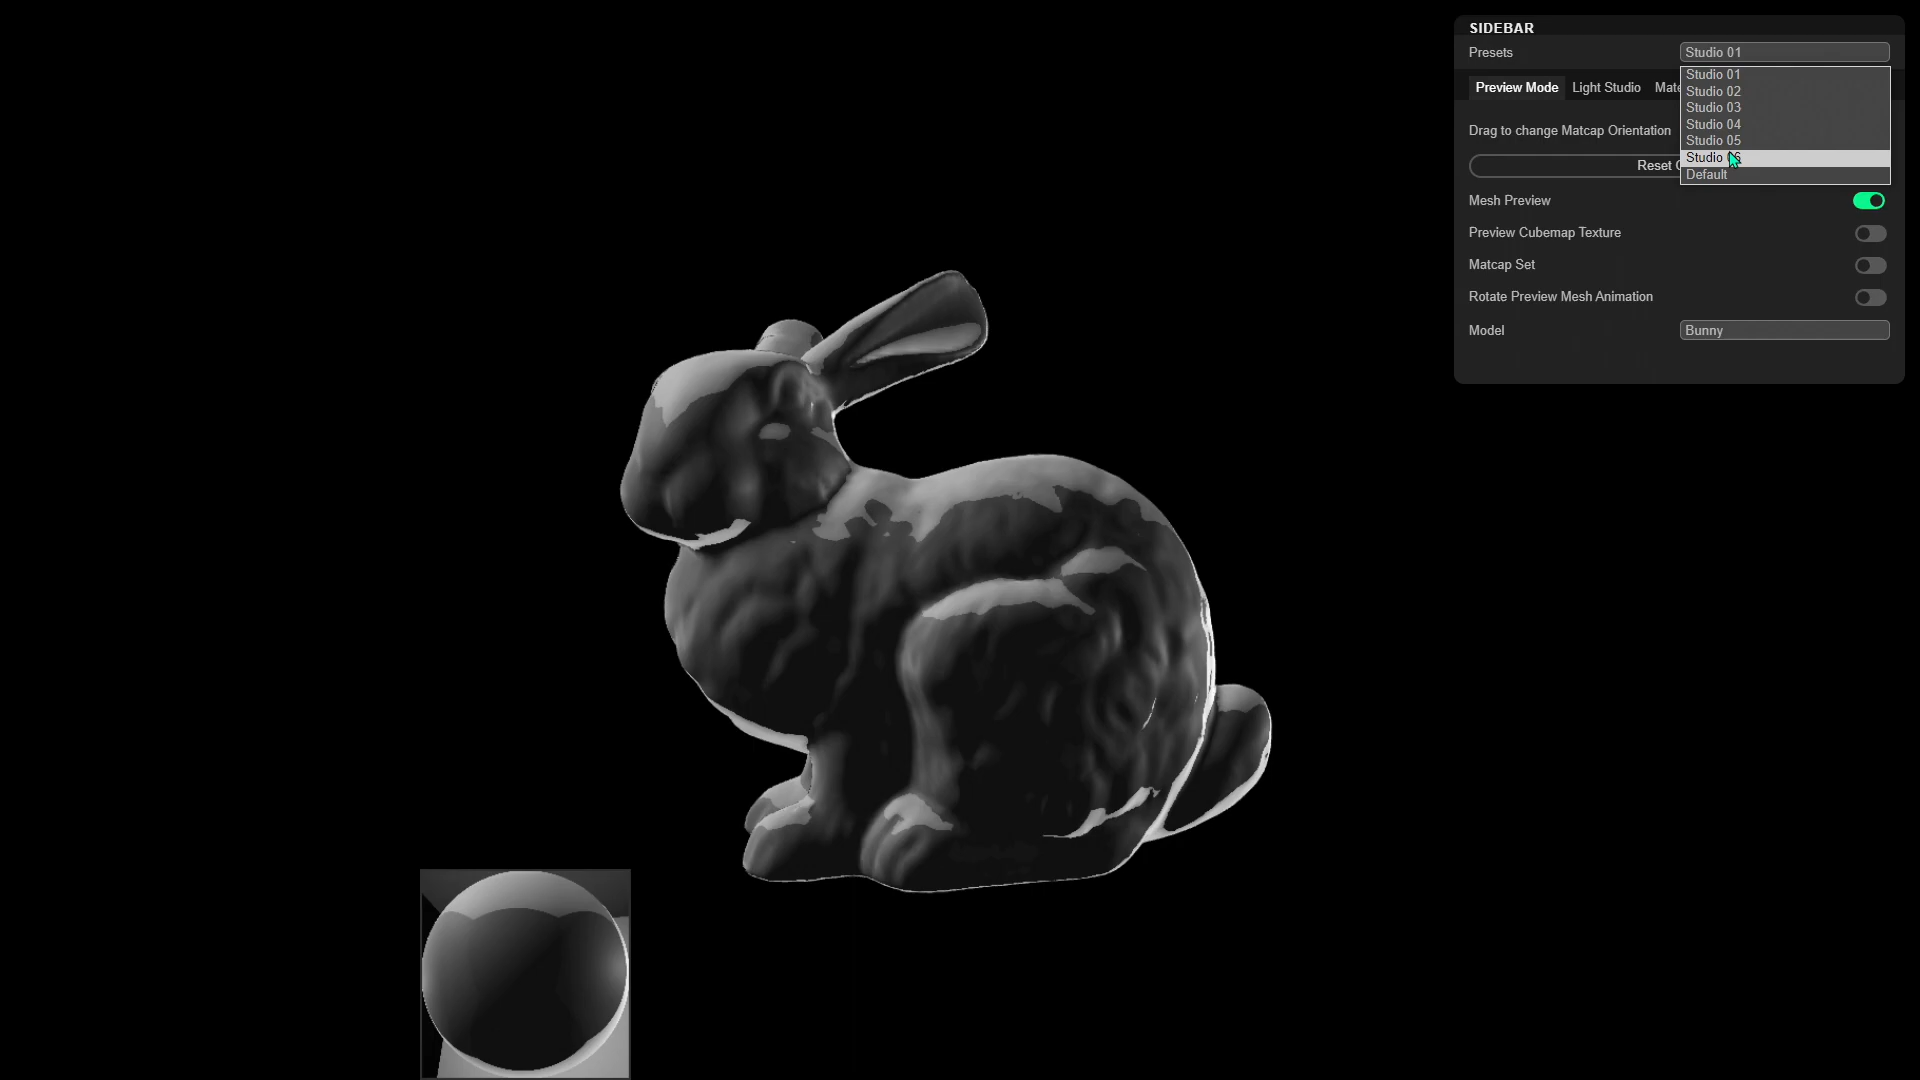 SIDEBAR
Presets
Studio 01
Studio 01
Studio 02
Studio 03
Studio 04
Studio 05
Studio
Default
Preview Mode
Light Studio
Drag to change Matcap Orientation
Reset
Mesh Preview
Preview Cubemap Texture
Matcap Set
Rotate Preview Mesh Animation
Model
Bunny